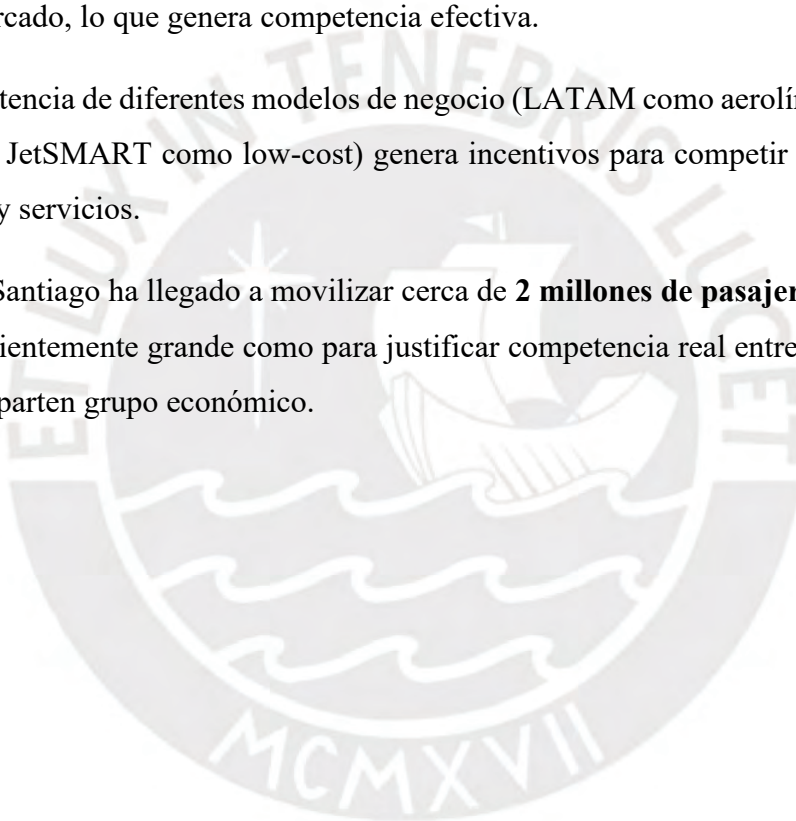 rcado, lo que genera competencia efectiva.
tencia de diferentes modelos de negocio (LATAM como aerolí
JetSMART como low-cost) genera incentivos para competir
y servicios.
Santiago ha llegado a movilizar cerca de 2 millones de pasajer
ientemente grande como para justificar competencia real entre
parten grupo económico.
ET LUX IN TENEBRIS LUCET
MCMXVII